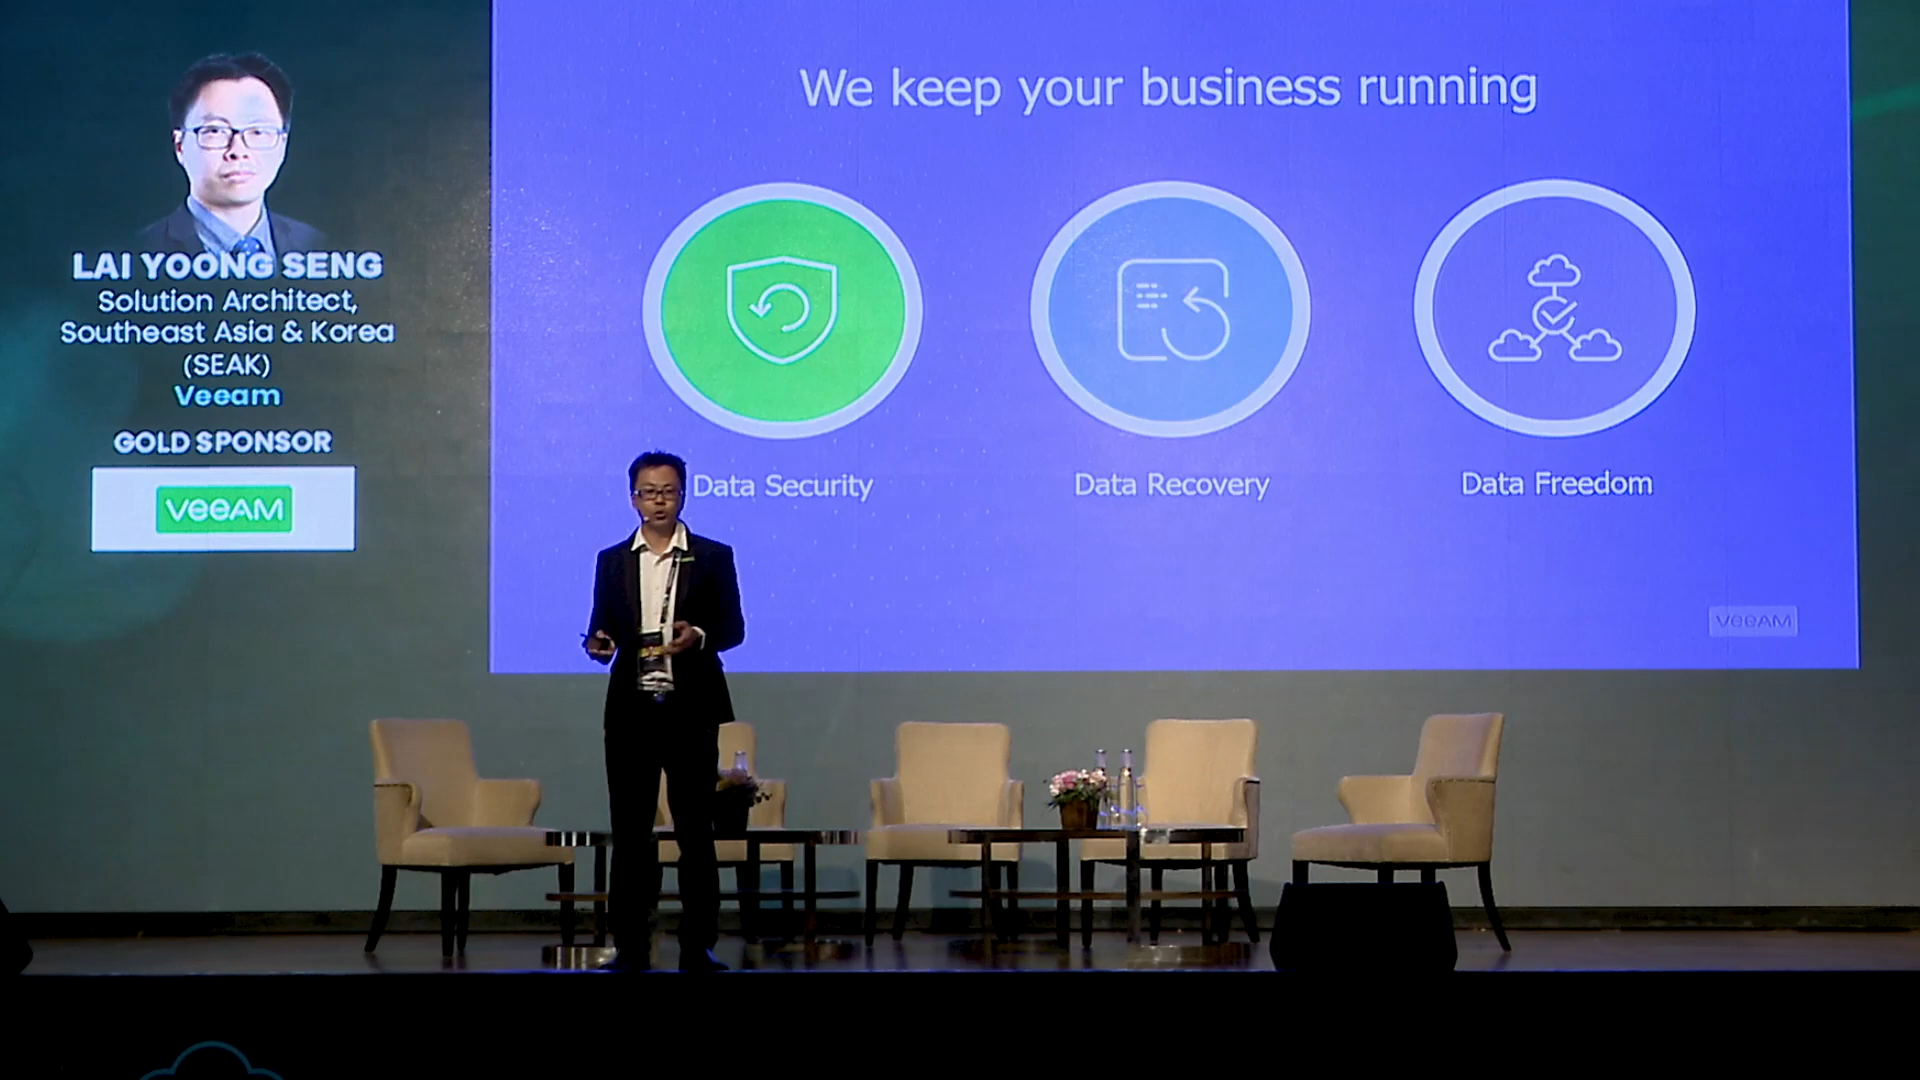 LAI YOONG SENG
Solution Architect,
Southeast Asia & Korea
(SEAK)
Veeam
GOLD SPONSOR
veeAM
We keep your business running
Data Security
Data Recovery
Data Freedom
veeAM